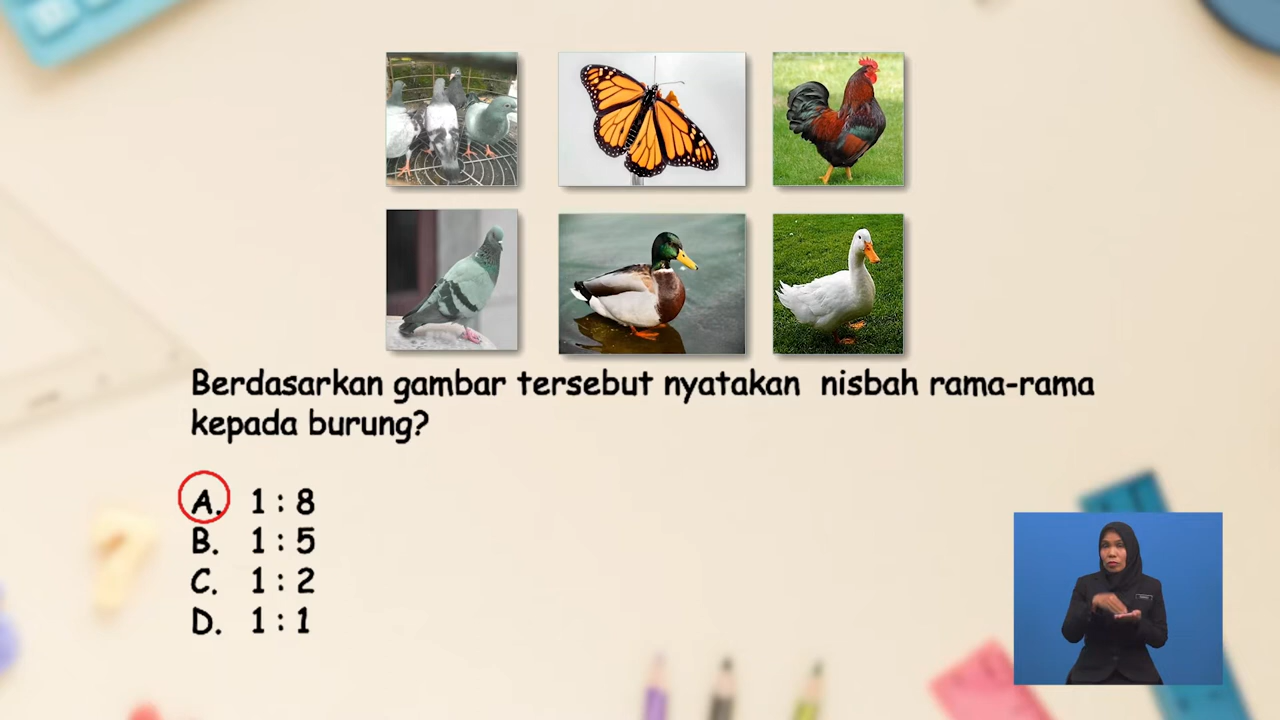 Berdasarkan gambar tersebut nyatakan nisbah rama-rama
kepada burung?
A. 1 : 8
B. 1 : 5
C. 1 : 2
D. 1 : 1